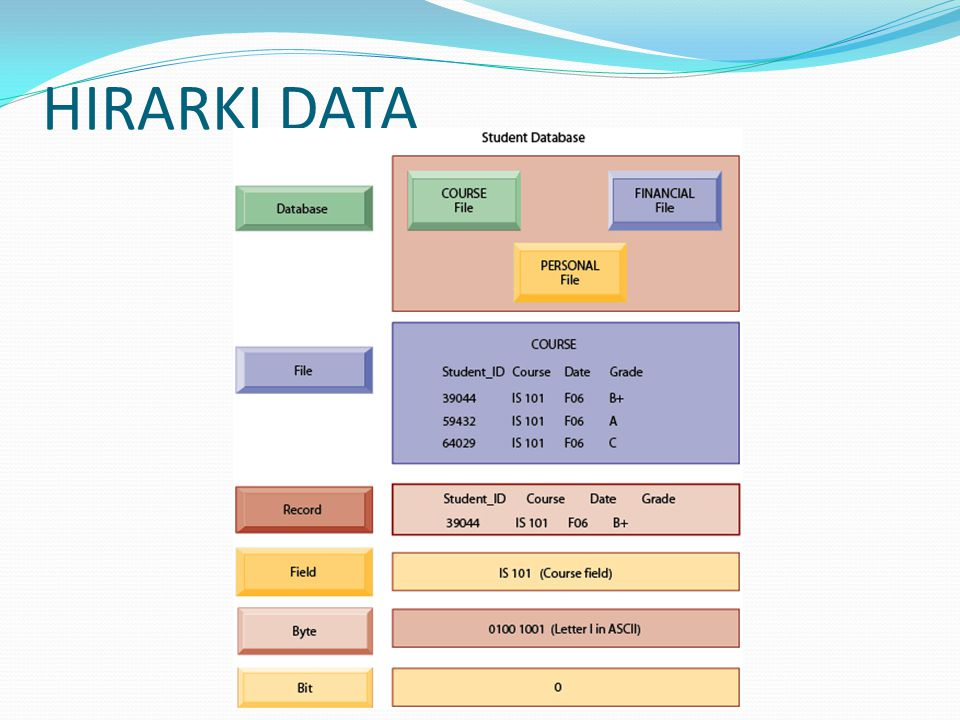 HIRARKI DATA
Student Database
Database
COURSE
File
FINANCIAL
File
PERSONAL
File
File
COURSE
Student_ID Course Date Grade
39044 IS 101 F06 B+
59432 IS 101 F06 A
64029 IS 101 F06 C
Record
Student_ID Course Date Grade
39044 IS 101 F06 B+
Field
IS 101 (Course field)
Byte
0100 1001 (Letter I in ASCII)
Bit
0